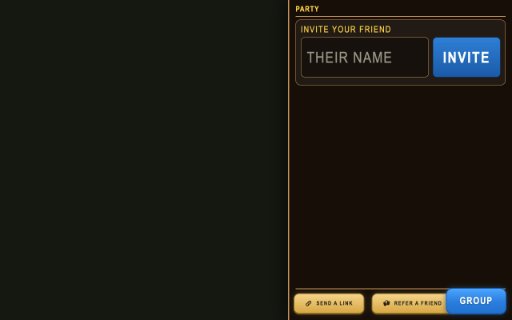 PARTY
INVITE YOUR FRIEND
THEIR NAME
INVITE
SEND A LINK
REFER A FRIEND
GROUP